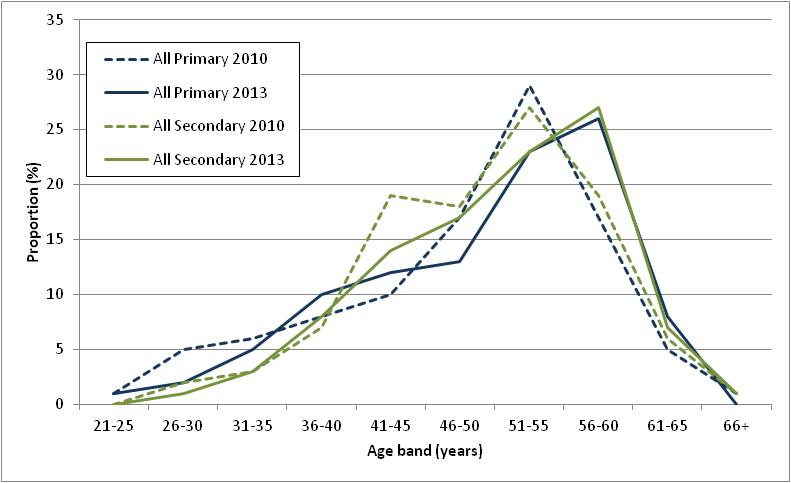 35
30
25
20
15
10
5
0
Proportion (%)
All Primary 2010
All Primary 2013
All Secondary 2010
All Secondary 2013
21-25 26-30 31-35 36-40 41-45 46-50 51-55 56-60 61-65 66+
Age band (years)